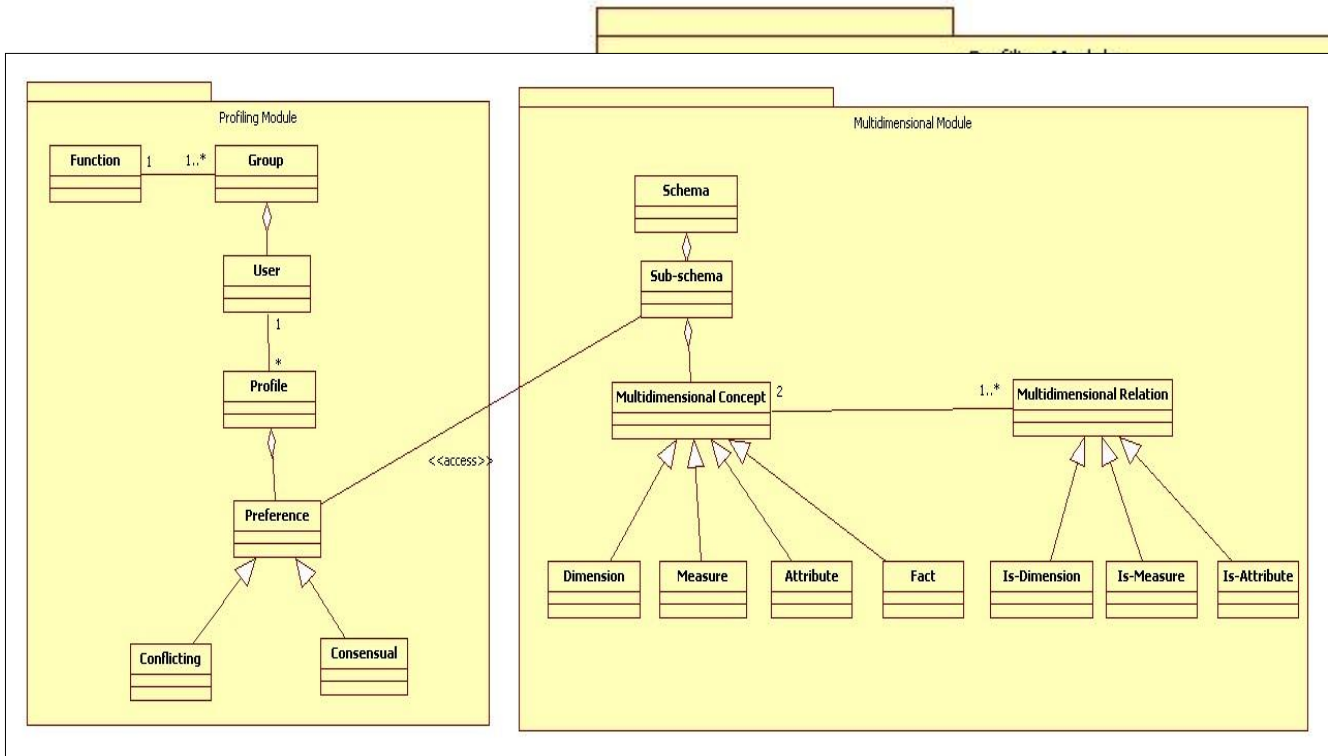 Profiling Module
Function
1
1..*
Group
User
1
*
Profile
<<access>>
Preference
Conflicting
Consensual
Multidimensional Module
Schema
Sub-schema
Multidimensional Concept
2
1..*
Multidimensional Relation
Dimension
Measure
Attribute
Fact
Is-Dimension
Is-Measure
Is-Attribute